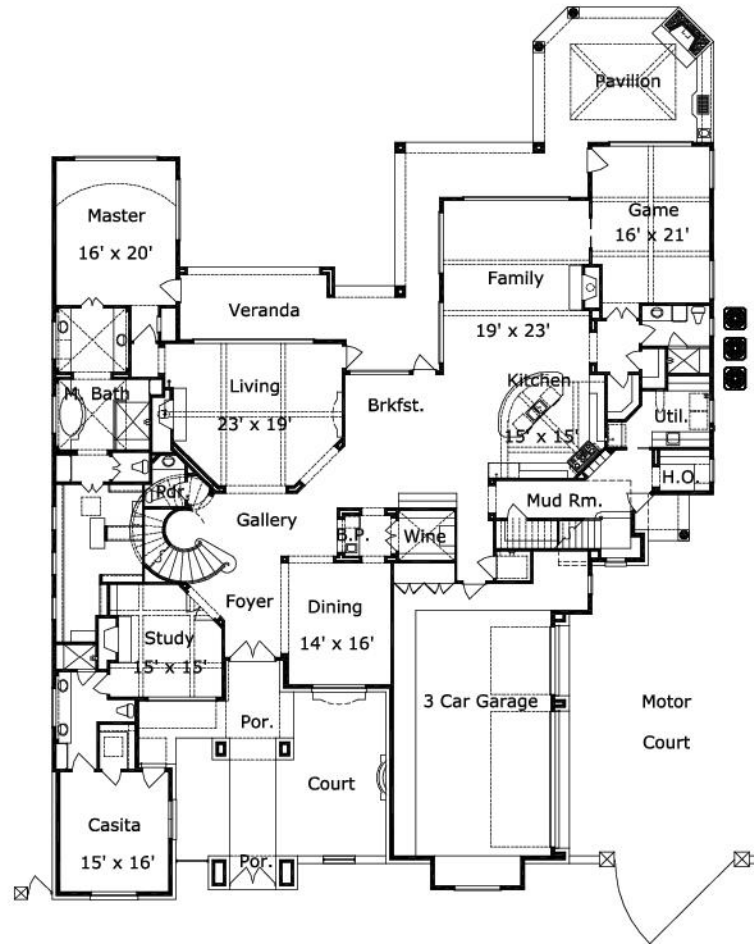 Pavilion
Master
16' x 20'
Game
16' x 21'
Veranda
Family
19' x 23'
M. Bath
Living
23' x 19'
Brkfst.
Kitchen
15' x 15'
Util.
H.O.
Pdr.
Gallery
B.P.
Wine
Mud Rm.
Foyer
Dining
14' x 16'
Study
15' x 15'
3 Car Garage
Motor
Court
Por.
Court
Casita
15' x 16'
Por.